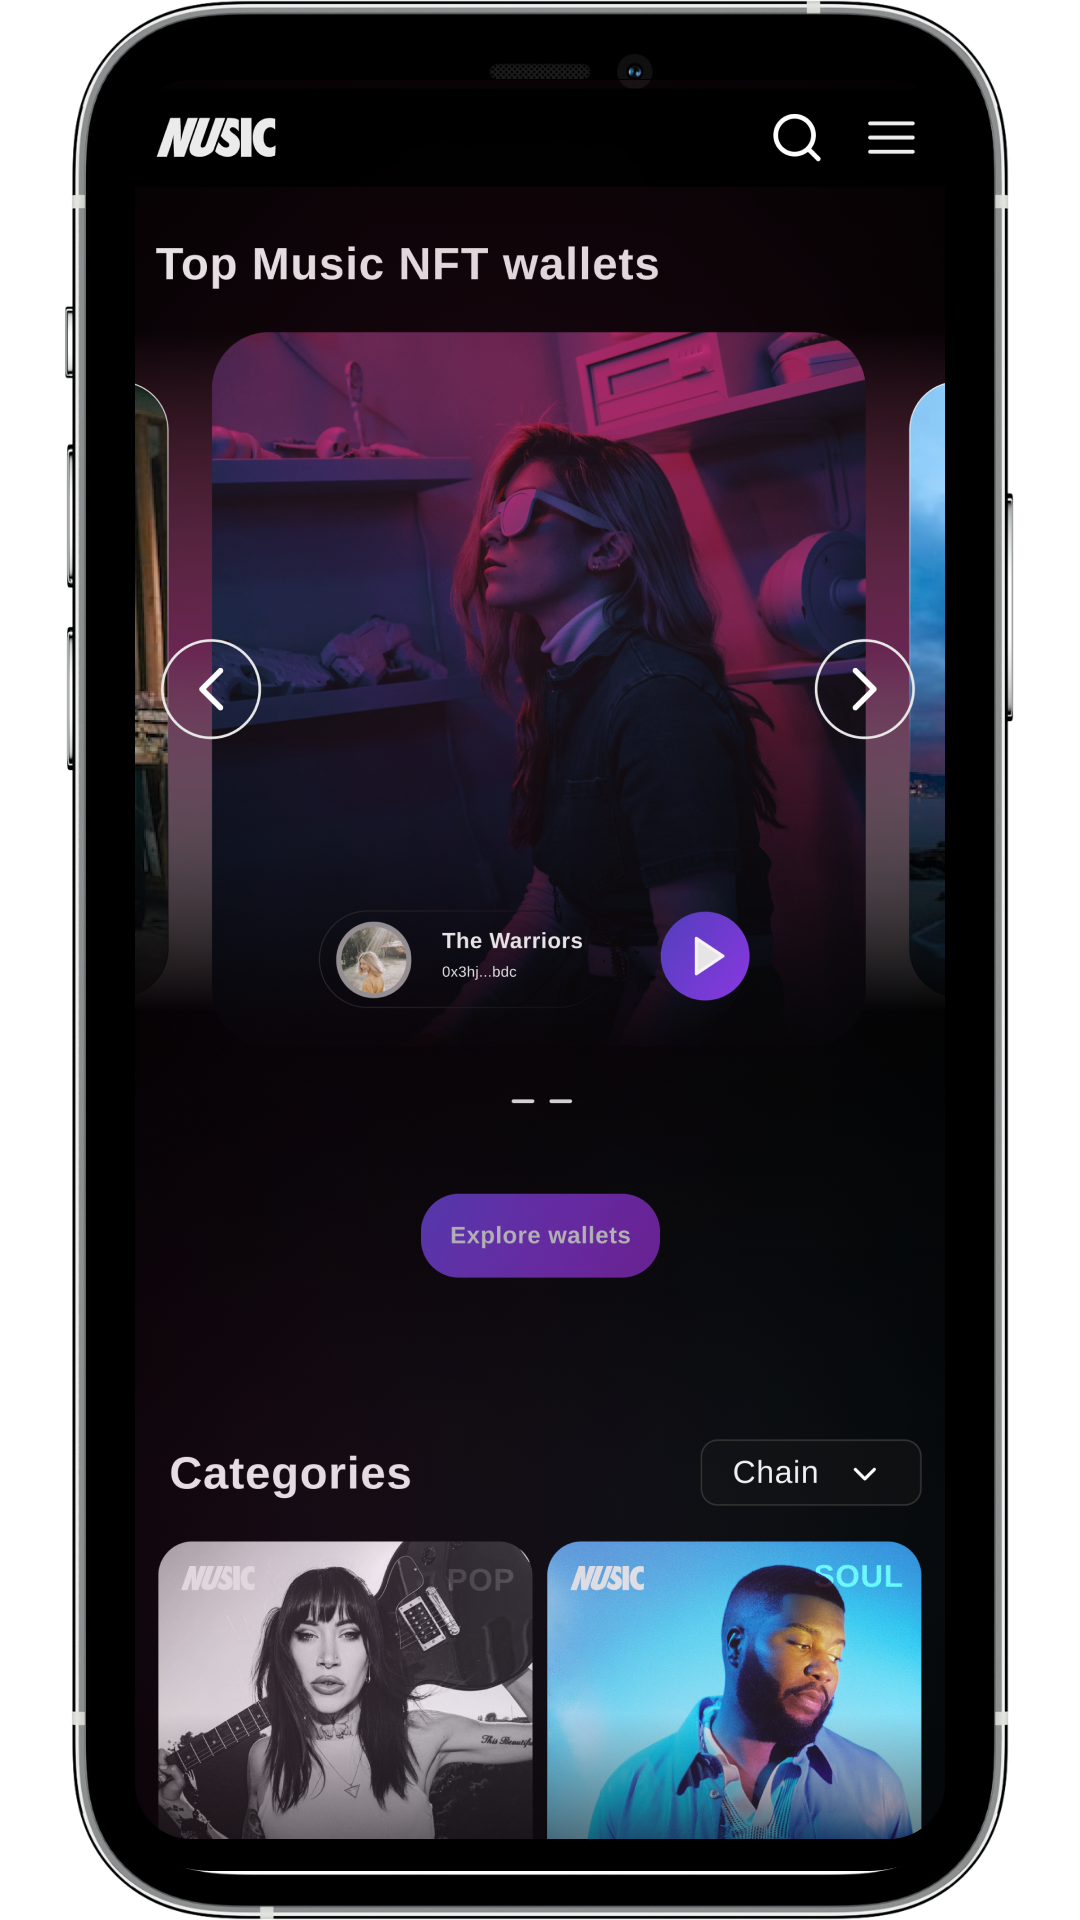 NUSIC
Top Music NFT wallets
The Warriors
0x3hj...bdc
Explore wallets
Categories
Chain
NUSIC
POP
NUSIC
SOUL